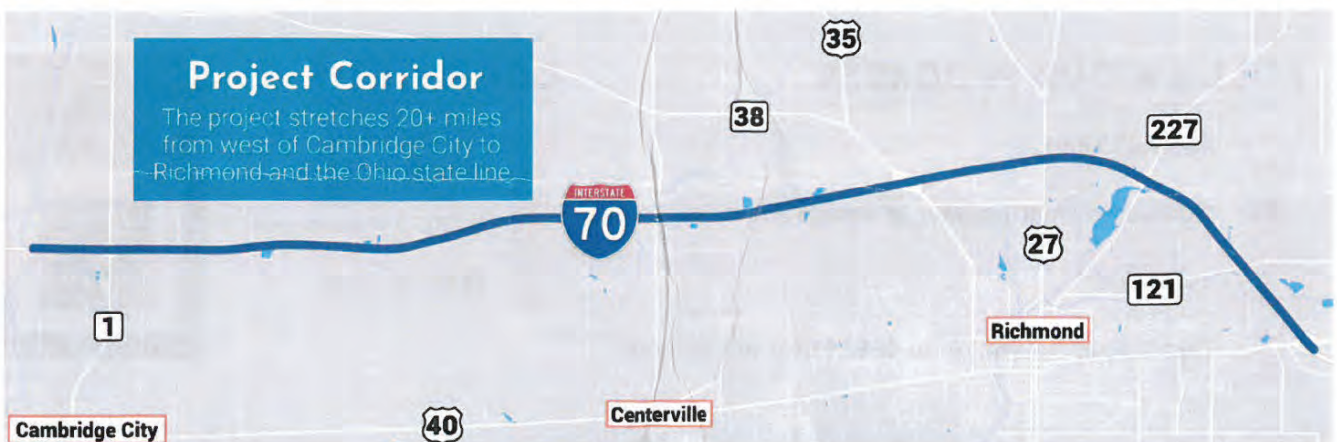 Project Corridor
The project stretches 20+ miles
from west of Cambridge City to
Richmond and the Ohio state line
35
38
227
INTERSTATE
70
27
121
1
Richmond
Centerville
40
Cambridge City